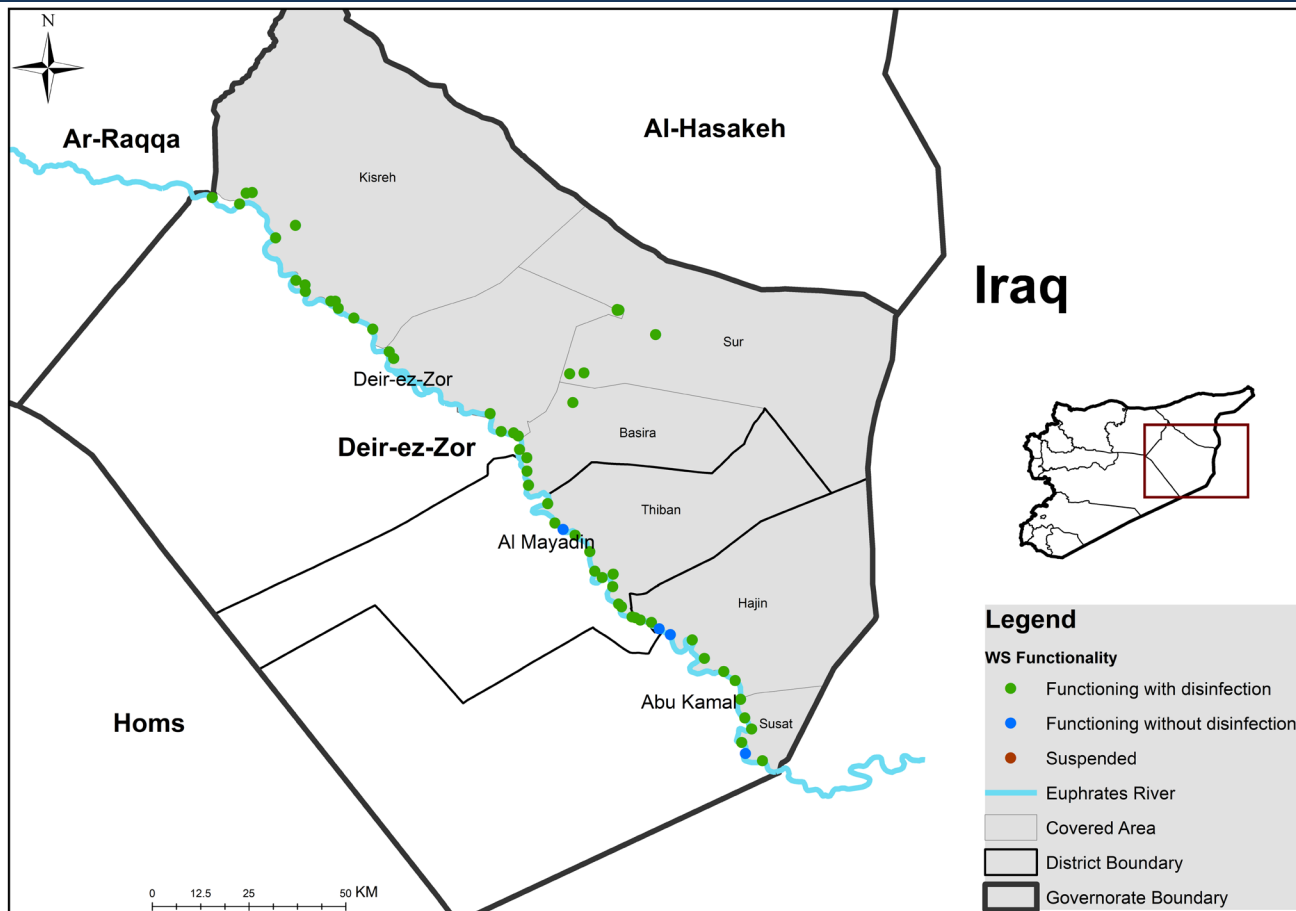 N
Ar-Raqqa
Al-Hasakeh
Kisreh
Iraq
Sur
Deir-ez-Zor
Deir-ez-Zor
Basira
Thiban
Al Mayadin
Hajin
Abu Kamal
Susat
Homs
Legend
WS Functionality
Functioning with disinfection
Functioning without disinfection
Suspended
Euphrates River
Covered Area
District Boundary
Governorate Boundary
0 12.5 25 50 KM